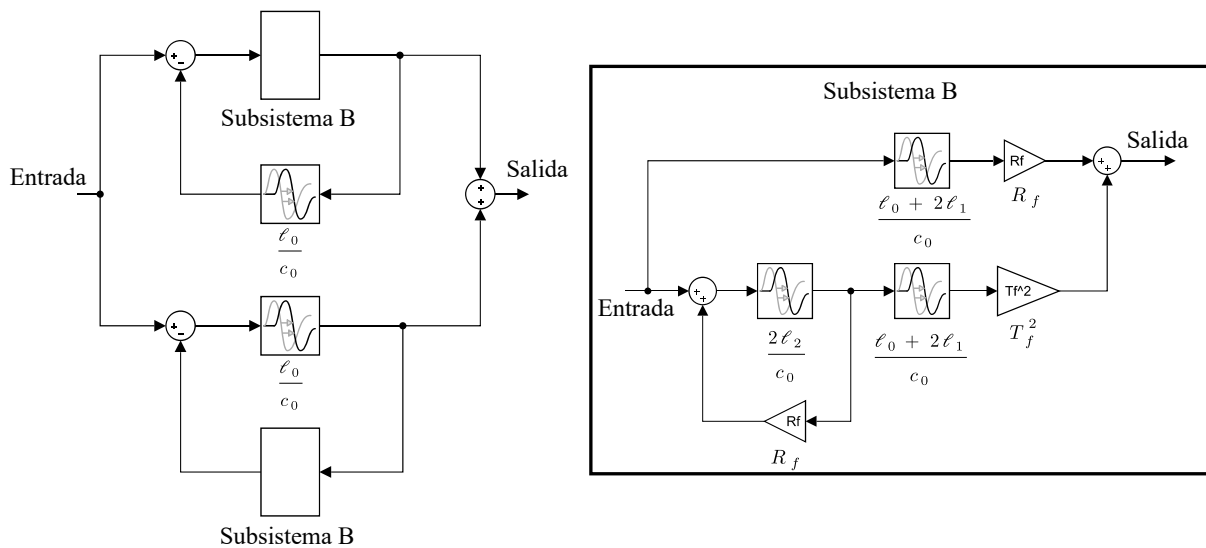 Subsistema B
Entrada
Salida
ℓ₀
c₀
ℓ₀
c₀
Subsistema B
Subsistema B
Salida
Rf
R_f
ℓ₀ + 2ℓ₁
c₀
Entrada
Tf^2
T_f^2
2ℓ₂
c₀
ℓ₀ + 2ℓ₁
c₀
Rf
R_f